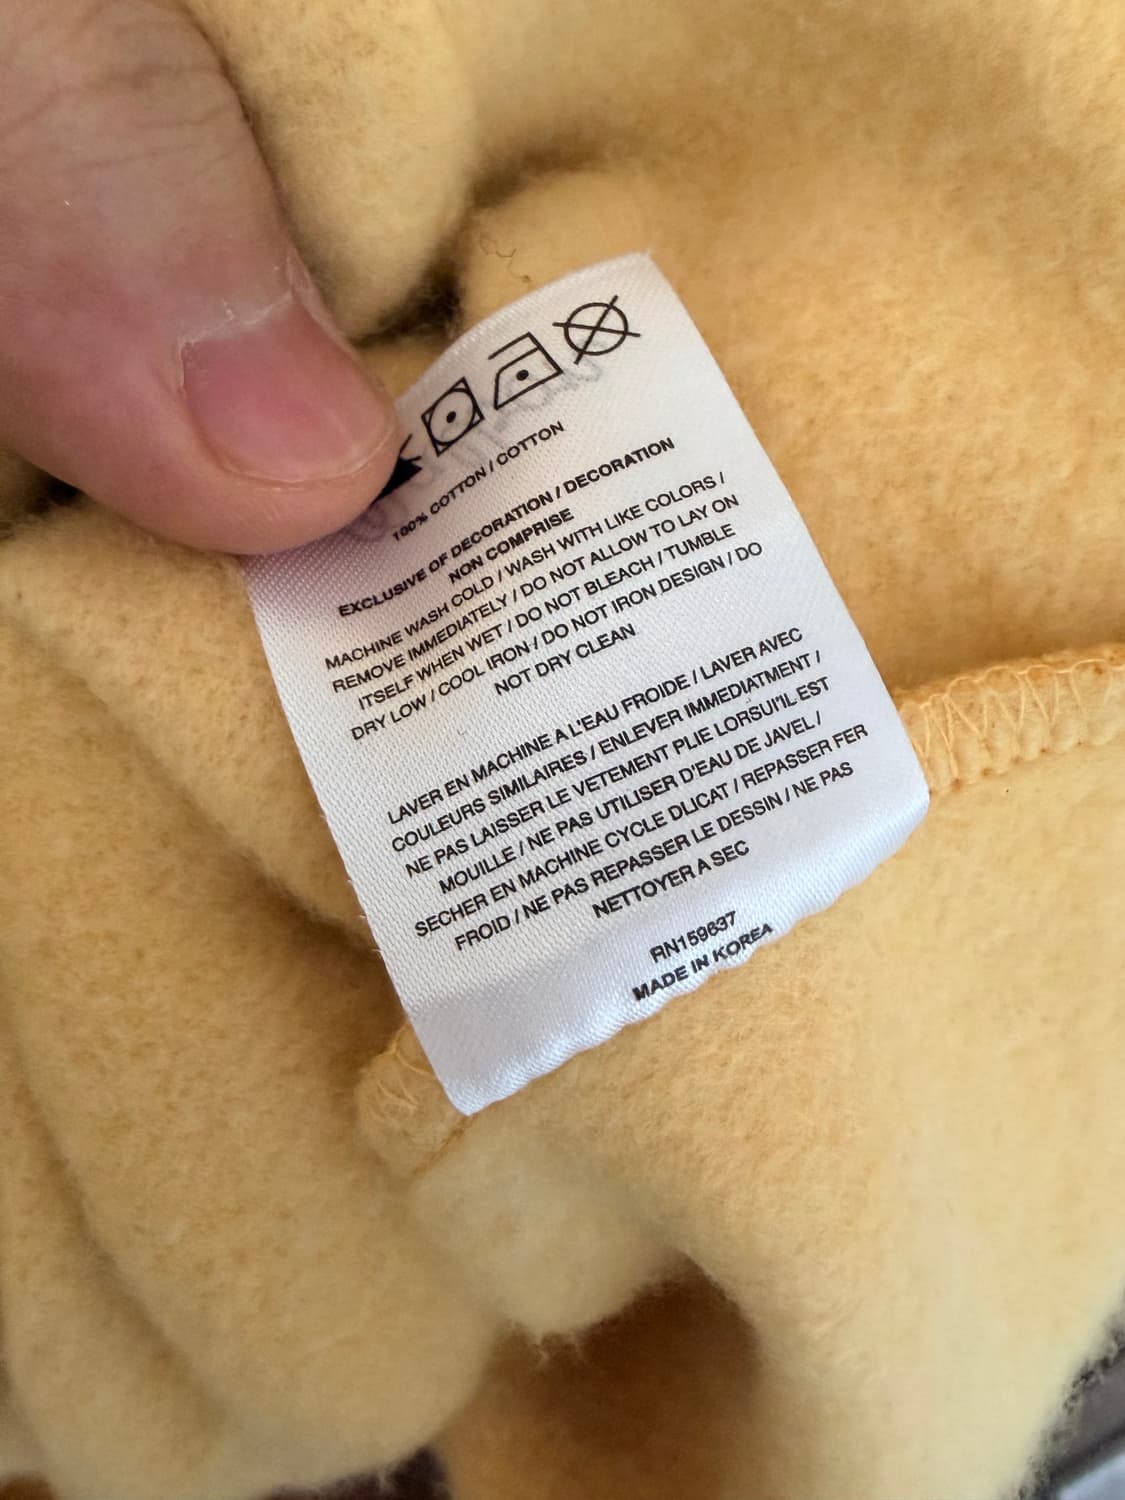 100% COTTON / COTTON
EXCLUSIVE OF DECORATION / DECORATION
NON COMPRISE
MACHINE WASH COLD / WASH WITH LIKE COLORS /
REMOVE IMMEDIATELY / DO NOT ALLOW TO LAY ON
ITSELF WHEN WET / DO NOT BLEACH / TUMBLE
DRY LOW / COOL IRON / DO NOT IRON DESIGN / DO
NOT DRY CLEAN
LAVER EN MACHINE A L'EAU FROIDE / LAVER AVEC
COULEURS SIMILAIRES / ENLEVER IMMEDIATMENT /
NE PAS LAISSER LE VETEMENT PLIE LORSUI'IL EST
MOUILLE / NE PAS UTILISER D'EAU DE JAVEL /
SECHER EN MACHINE CYCLE DLICAT / REPASSER FER
FROID / NE PAS REPASSER LE DESSIN / NE PAS
NETTOYER A SEC
RN159637
MADE IN KOREA